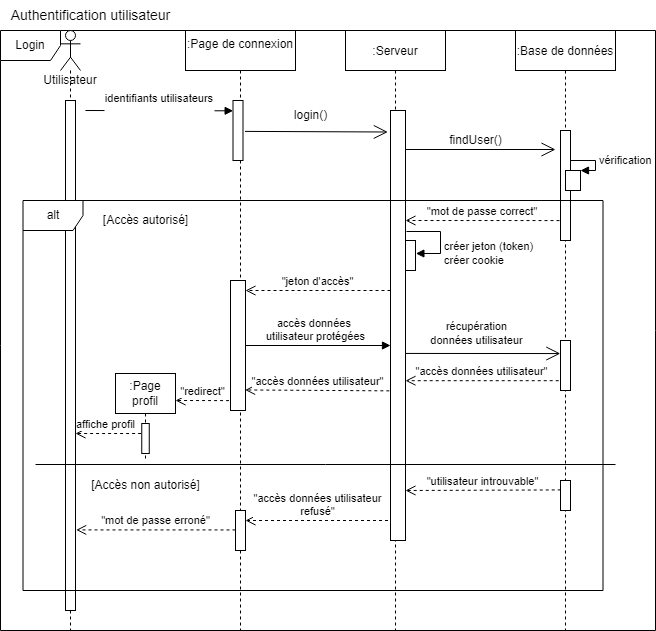 Authentification utilisateur
Login
:Page de connexion
:Serveur
:Base de données
Utilisateur
identifiants utilisateurs
login()
findUser()
vérification
alt
[Accès autorisé]
"mot de passe correct"
créer jeton (token)
créer cookie
"jeton d'accès"
accès données
utilisateur protégées
récupération
données utilisateur
"accès données utilisateur"
"accès données utilisateur"
:Page
profil
"redirect"
affiche profil
[Accès non autorisé]
"utilisateur introuvable"
"accès données utilisateur
refusé"
"mot de passe erroné"